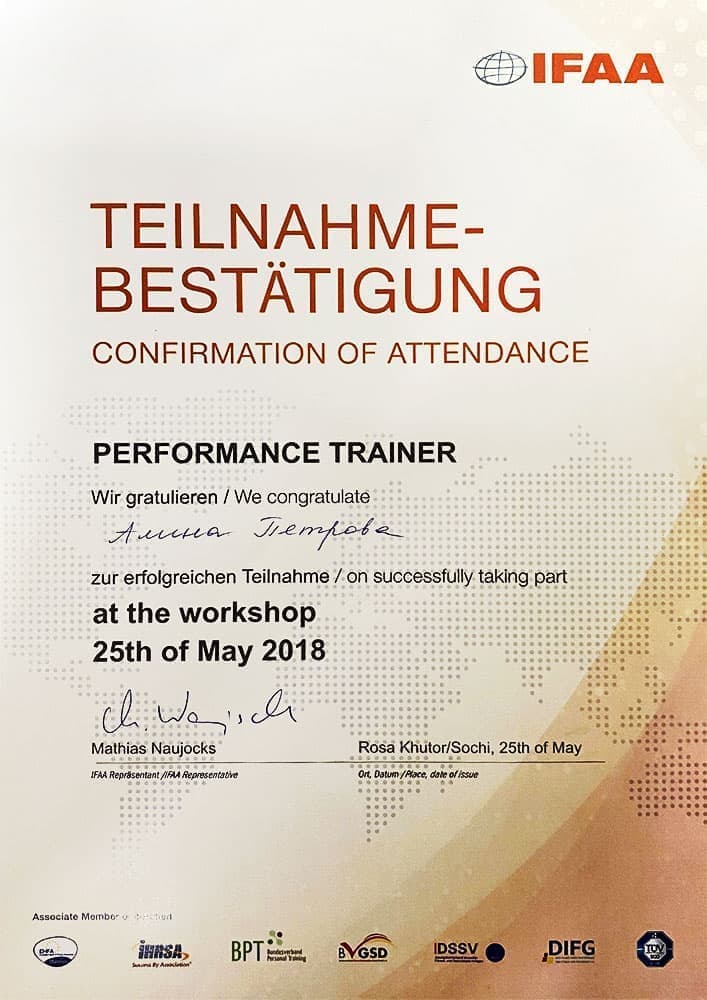 IFAA
TEILNAHME-
BESTÄTIGUNG
CONFIRMATION OF ATTENDANCE
PERFORMANCE TRAINER
Wir gratulieren / We congratulate
Алина Петрова
zur erfolgreichen Teilnahme / on successfully taking part
at the workshop
25th of May 2018
Mathias Naujocks
Rosa Khutor/Sochi, 25th of May
IFAA Repräsentant /IFAA Representative
Ort, Datum / Place, date of issue
Associate Member
EHFA
IHRSA
Success By Association
BPT Bundesverband
Personal Training
BVGSD
IDSSV
DIFG
TÜV